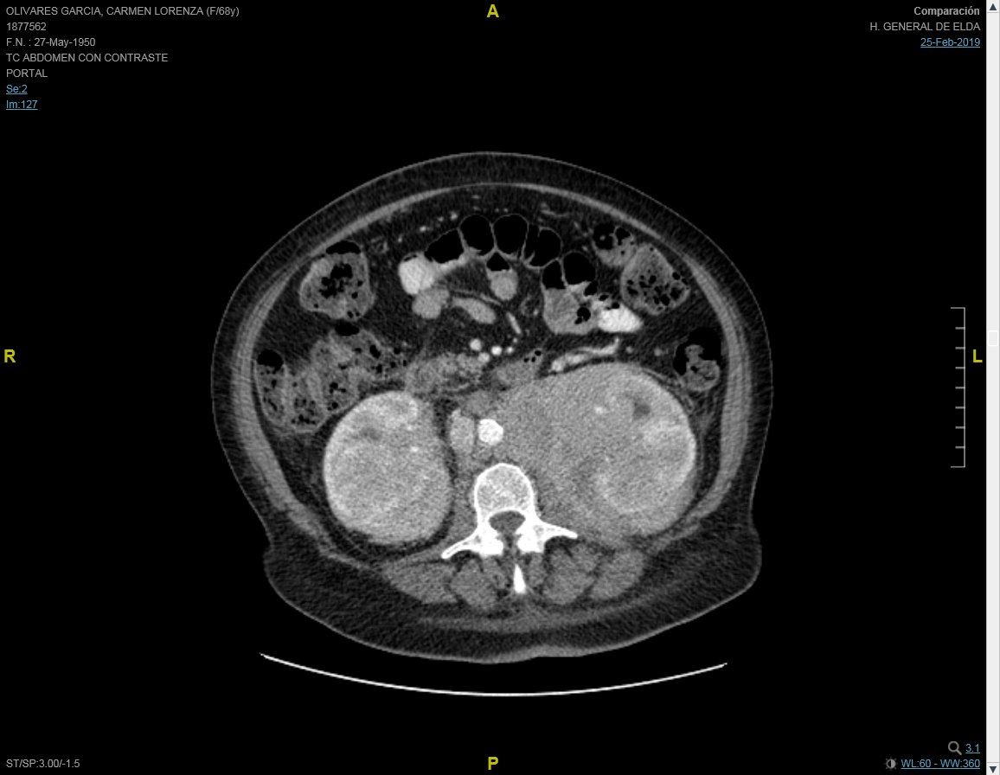 OLIVARES GARCIA, CARMEN LORENZA (F/68y)
1877562
F.N. : 27-May-1950
TC ABDOMEN CON CONTRASTE
PORTAL
Se:2
Im:127
A
Comparación
H. GENERAL DE ELDA
25-Feb-2019
R
L
ST/SP:3.00/-1.5
P
3.1
WL:60 - WW:360